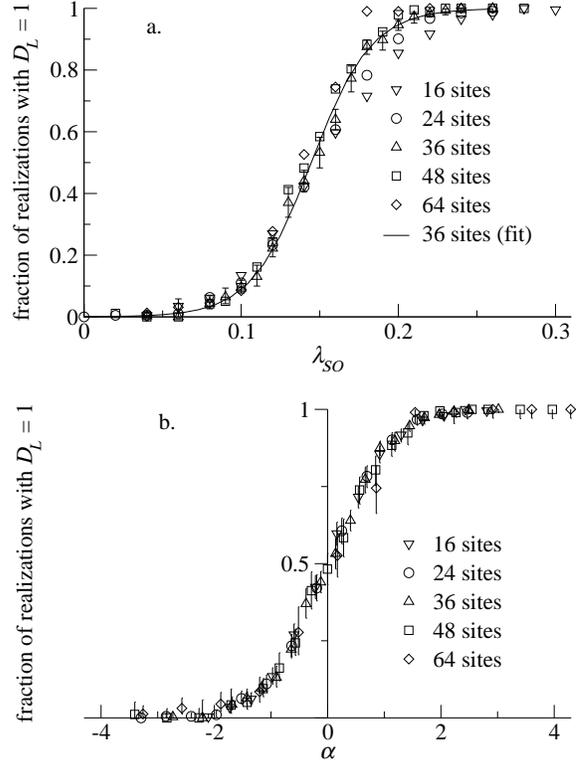 fraction of realizations with D_L = 1
a.
1
0.8
0.6
0.4
0.2
0
16 sites
24 sites
36 sites
48 sites
64 sites
36 sites (fit)
0 0.1 0.2 0.3
λ_SO
fraction of realizations with D_L = 1
b.
1
0.5
16 sites
24 sites
36 sites
48 sites
64 sites
-4 -2 0 2 4
α